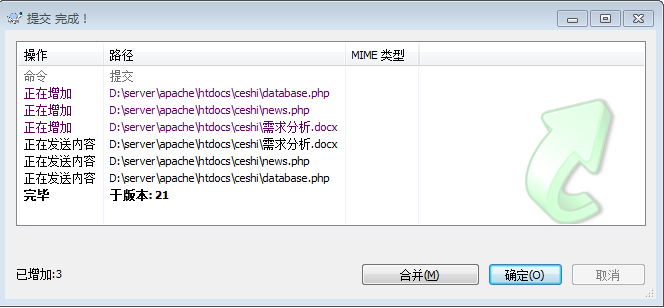 提交 完成！
操作 路径 MIME 类型
命令 提交
正在增加 D:\server\apache\htdocs\ceshi\database.php
正在增加 D:\server\apache\htdocs\ceshi\news.php
正在增加 D:\server\apache\htdocs\ceshi\需求分析.docx
正在发送内容 D:\server\apache\htdocs\ceshi\需求分析.docx
正在发送内容 D:\server\apache\htdocs\ceshi\news.php
正在发送内容 D:\server\apache\htdocs\ceshi\database.php
完毕 于版本: 21
已增加:3 合并(M) 确定(O) 取消